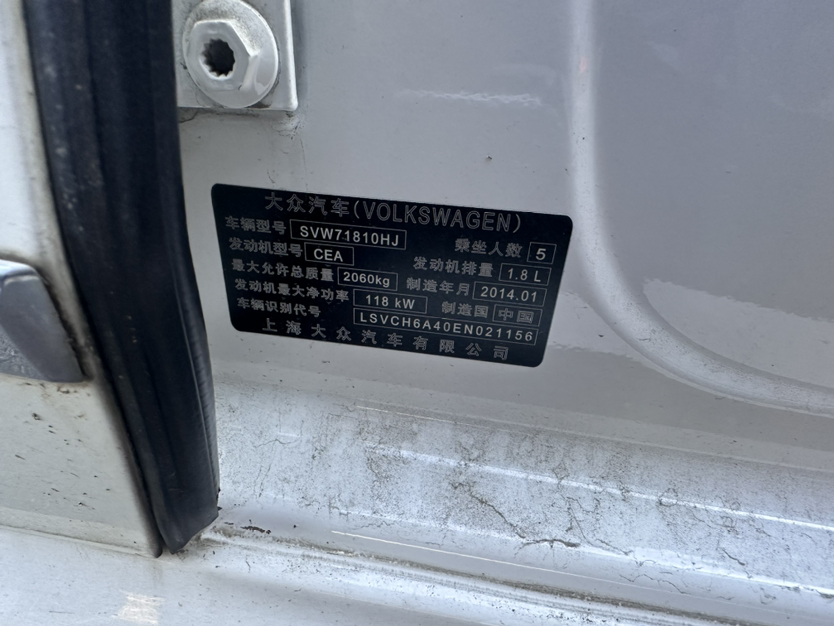 大众汽车(VOLKSWAGEN)
车辆型号 SVW71810HJ 乘坐人数 5
发动机型号 CEA 发动机排量 1.8 L
最大允许总质量 2060kg 制造年月 2014.01
发动机最大净功率 118 kW 制造国 中国
车辆识别代号 LSVCH6A40EN021156
上海大众汽车有限公司